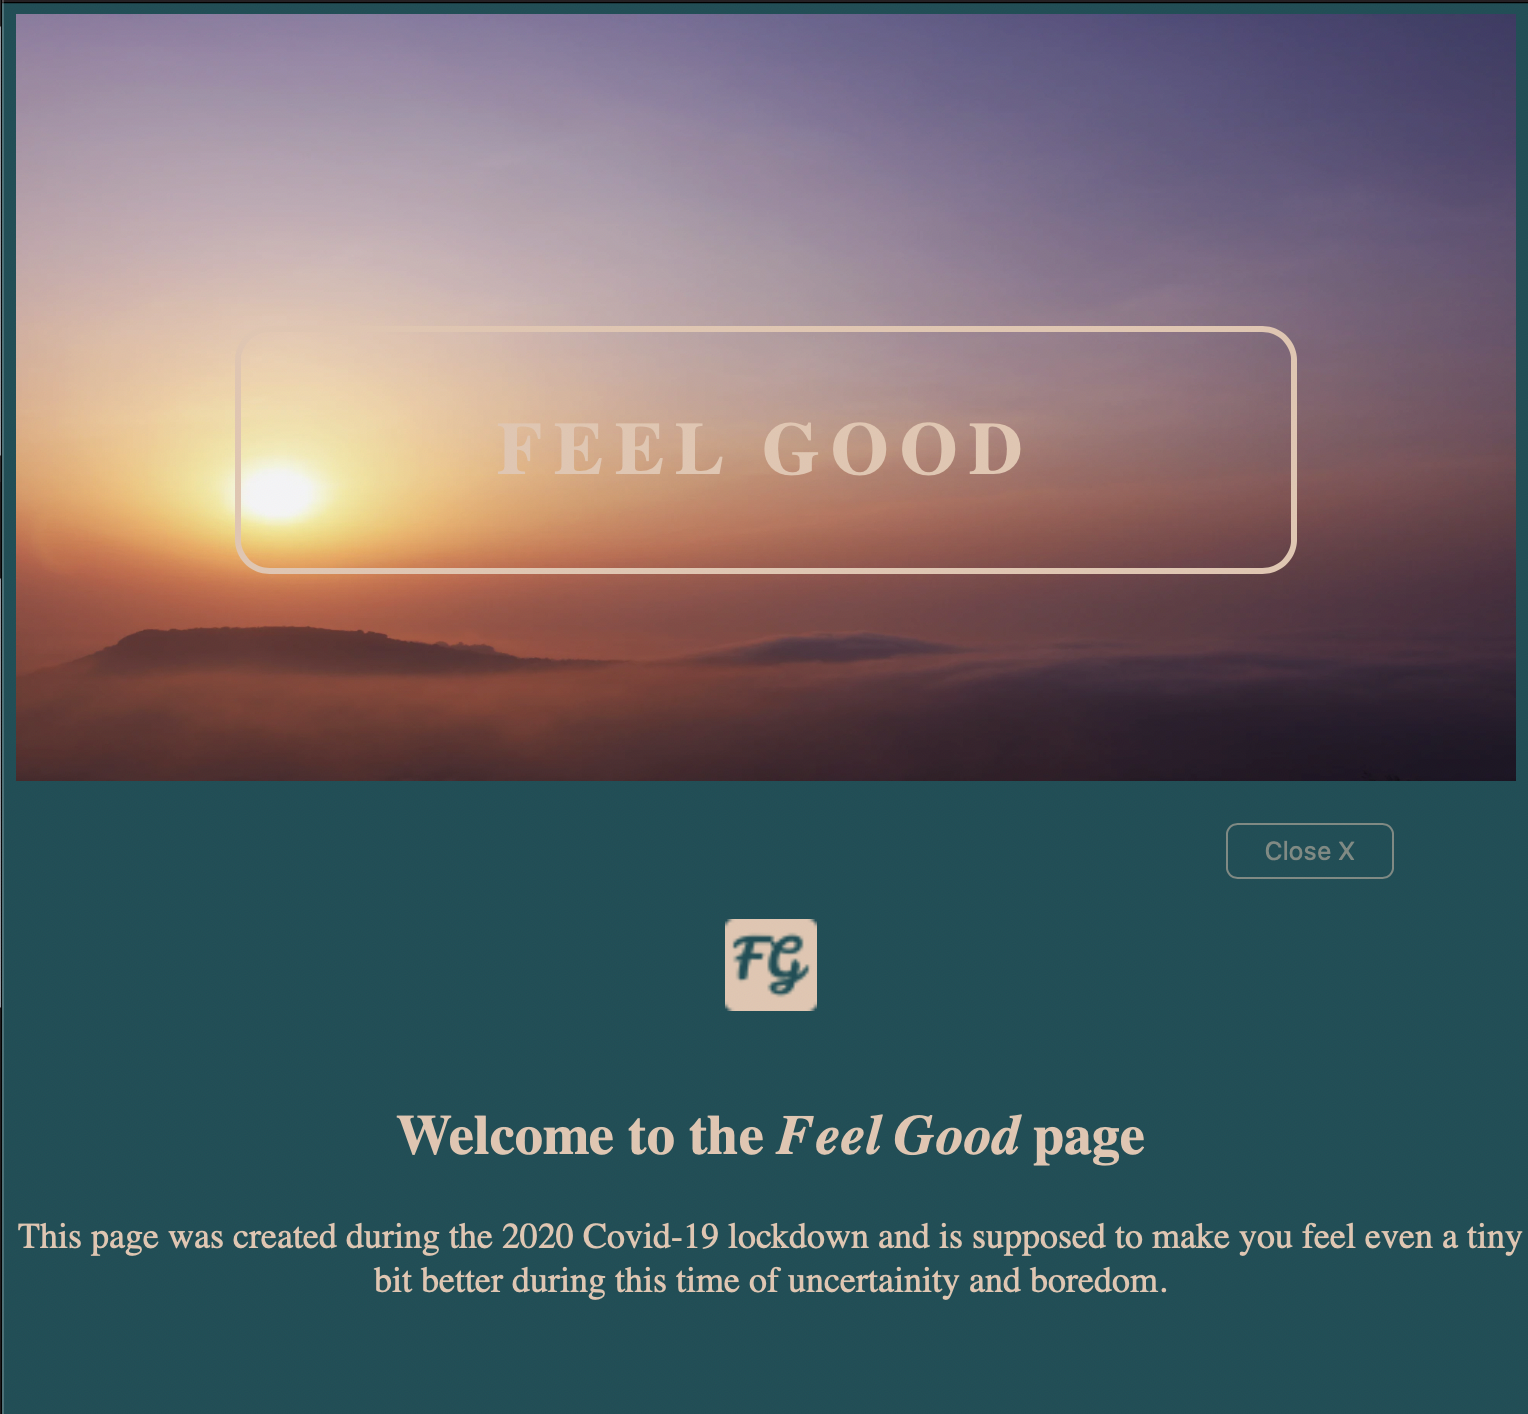 FEEL GOOD
Close X
FG
Welcome to the Feel Good page
This page was created during the 2020 Covid-19 lockdown and is supposed to make you feel even a tiny
bit better during this time of uncertainity and boredom.